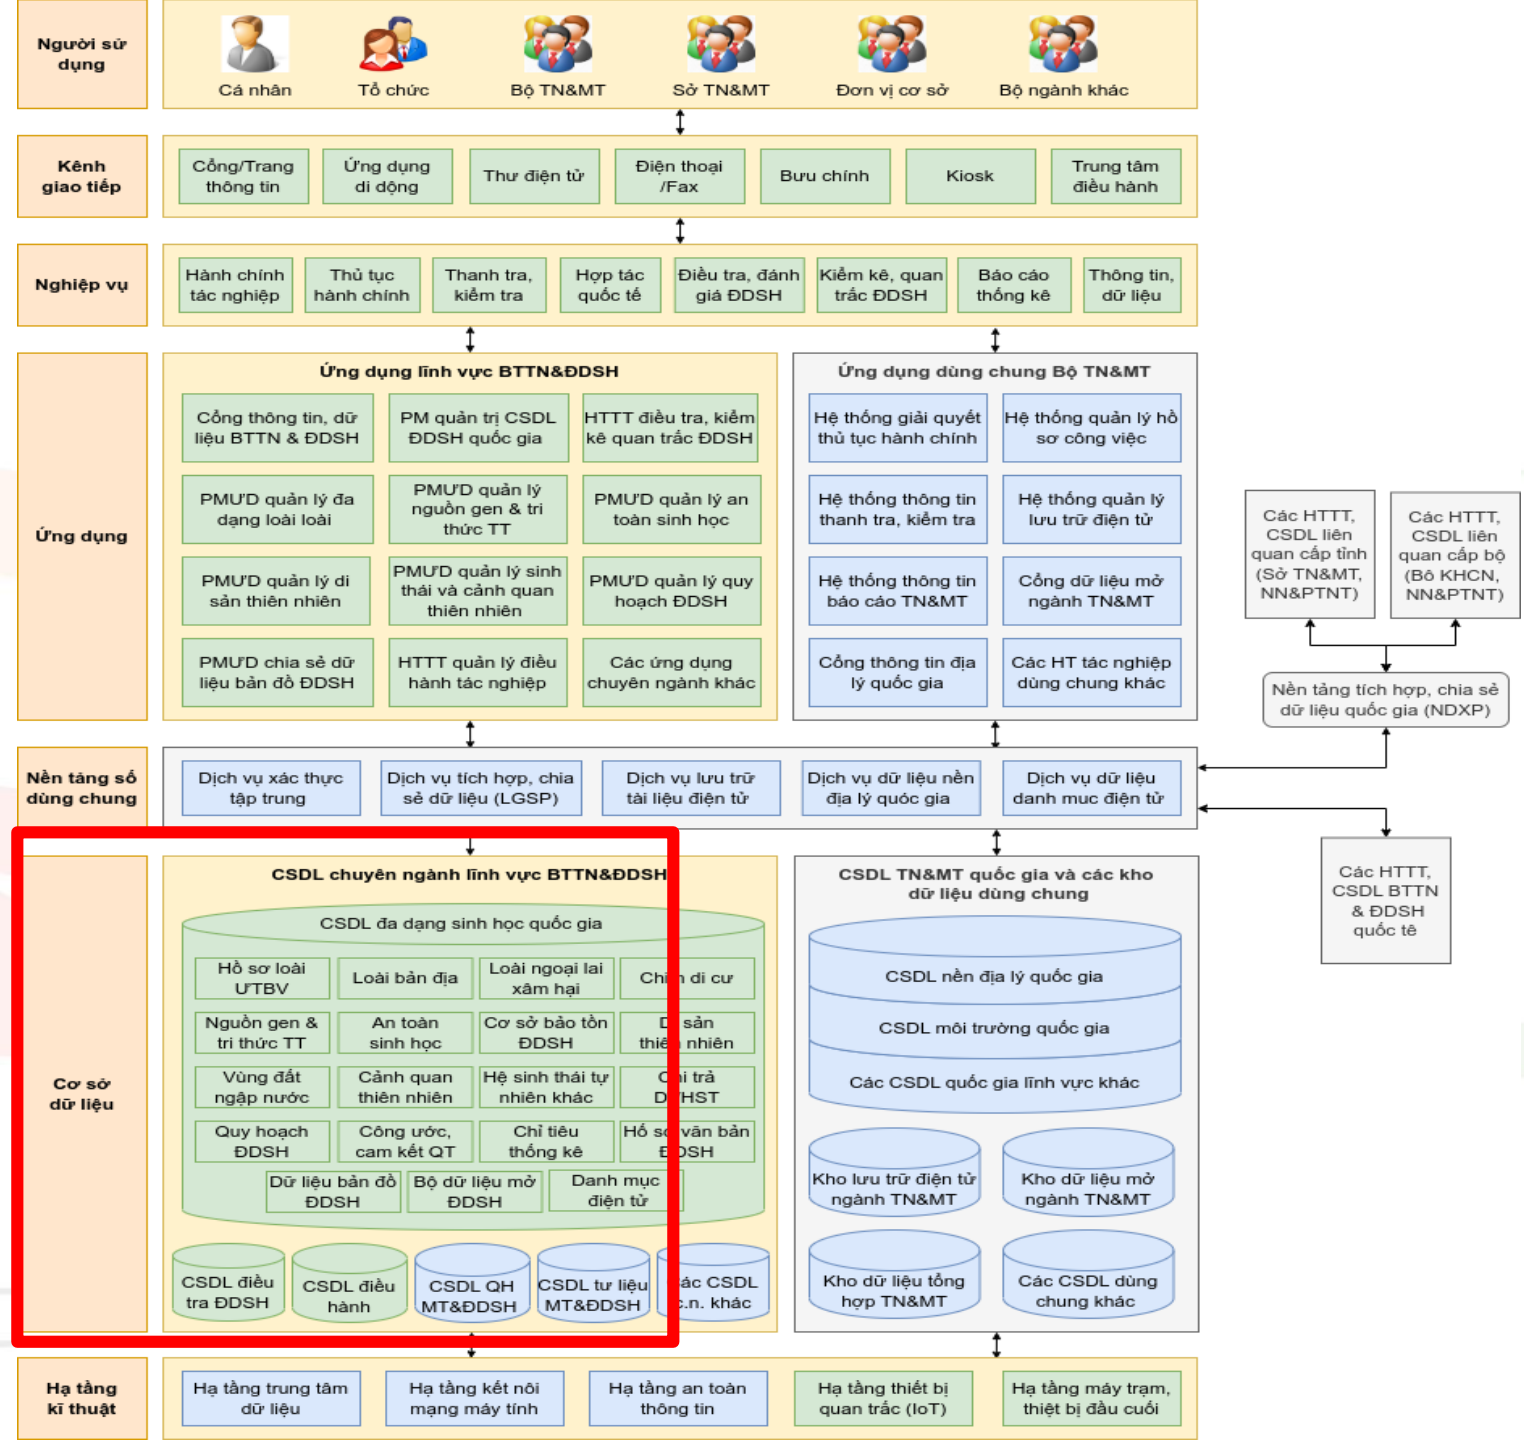 Người sử
dụng
Cá nhân
Tổ chức
Bộ TN&MT
Sở TN&MT
Đơn vị cơ sở
Bộ ngành khác
Kênh
giao tiếp
Cổng/Trang
thông tin
Ứng dụng
di động
Thư điện tử
Điện thoại
/Fax
Bưu chính
Kiosk
Trung tâm
điều hành
Nghiệp vụ
Hành chính
tác nghiệp
Thủ tục
hành chính
Thanh tra,
kiểm tra
Hợp tác
quốc tế
Điều tra, đánh
giá ĐDSH
Kiểm kê, quan
trắc ĐDSH
Báo cáo
thống kê
Thông tin,
dữ liệu
Ứng dụng
Ứng dụng lĩnh vực BTTN&ĐDSH
Cổng thông tin, dữ
liệu BTTN & ĐDSH
PM quản trị CSDL
ĐDSH quốc gia
HTTT điều tra, kiểm
kê quan trắc ĐDSH
PMƯD quản lý đa
dạng loài loài
PMƯD quản lý
nguồn gen & tri
thức TT
PMƯD quản lý an
toàn sinh học
PMƯD quản lý di
sản thiên nhiên
PMƯD quản lý sinh
thái và cảnh quan
thiên nhiên
PMƯD quản lý quy
hoạch ĐDSH
PMƯD chia sẻ dữ
liệu bản đồ ĐDSH
HTTT quản lý điều
hành tác nghiệp
Các ứng dụng
chuyên ngành khác
Ứng dụng dùng chung Bộ TN&MT
Hệ thống giải quyết
thủ tục hành chính
Hệ thống quản lý hồ
sơ công việc
Hệ thống thông tin
thanh tra, kiểm tra
Hệ thống quản lý
lưu trữ điện tử
Hệ thống thông tin
báo cáo TN&MT
Cổng dữ liệu mở
ngành TN&MT
Cổng thông tin địa
lý quốc gia
Các HT tác nghiệp
dùng chung khác
Các HTTT,
CSDL liên
quan cấp tỉnh
(Sở TN&MT,
NN&PTNT)
Các HTTT,
CSDL liên
quan cấp bộ
(Bô KHCN,
NN&PTNT)
Nền tảng tích hợp, chia sẻ
dữ liệu quốc gia (NDXP)
Nền tảng số
dùng chung
Dịch vụ xác thực
tập trung
Dịch vụ tích hợp, chia
sẻ dữ liệu (LGSP)
Dịch vụ lưu trữ
tài liệu điện tử
Dịch vụ dữ liệu nền
địa lý quóc gia
Dịch vụ dữ liệu
danh muc điện tử
Các HTTT,
CSDL BTTN
& ĐDSH
quốc tê
Cơ sở
dữ liệu
CSDL chuyên ngành lĩnh vực BTTN&ĐDSH
CSDL đa dạng sinh học quốc gia
Hồ sơ loài
ƯTBV
Loài bản địa
Loài ngoại lai
xâm hại
Chim di cư
Nguồn gen &
tri thức TT
An toàn
sinh học
Cơ sở bảo tồn
ĐDSH
Di sản
thiên nhiên
Vùng đất
ngập nước
Cảnh quan
thiên nhiên
Hệ sinh thái tự
nhiên khác
Chi trả
DVHST
Quy hoạch
ĐDSH
Công ước,
cam kết QT
Chỉ tiêu
thống kê
Hồ sơ văn bản
ĐDSH
Dữ liệu bản đồ
ĐDSH
Bộ dữ liệu mở
ĐDSH
Danh mục
điện tử
CSDL điều
tra ĐDSH
CSDL điều
hành
CSDL QH
MT&ĐDSH
CSDL tư liệu
MT&ĐDSH
Các CSDL
c.n. khác
CSDL TN&MT quốc gia và các kho
dữ liệu dùng chung
CSDL nền địa lý quốc gia
CSDL môi trường quốc gia
Các CSDL quốc gia lĩnh vực khác
Kho lưu trữ điện tử
ngành TN&MT
Kho dữ liệu mở
ngành TN&MT
Kho dữ liệu tổng
hợp TN&MT
Các CSDL dùng
chung khác
Hạ tầng
kĩ thuật
Hạ tầng trung tâm
dữ liệu
Hạ tầng kết nôi
mạng máy tính
Hạ tầng an toàn
thông tin
Hạ tầng thiết bị
quan trắc (IoT)
Hạ tầng máy trạm,
thiệt bị đầu cuối